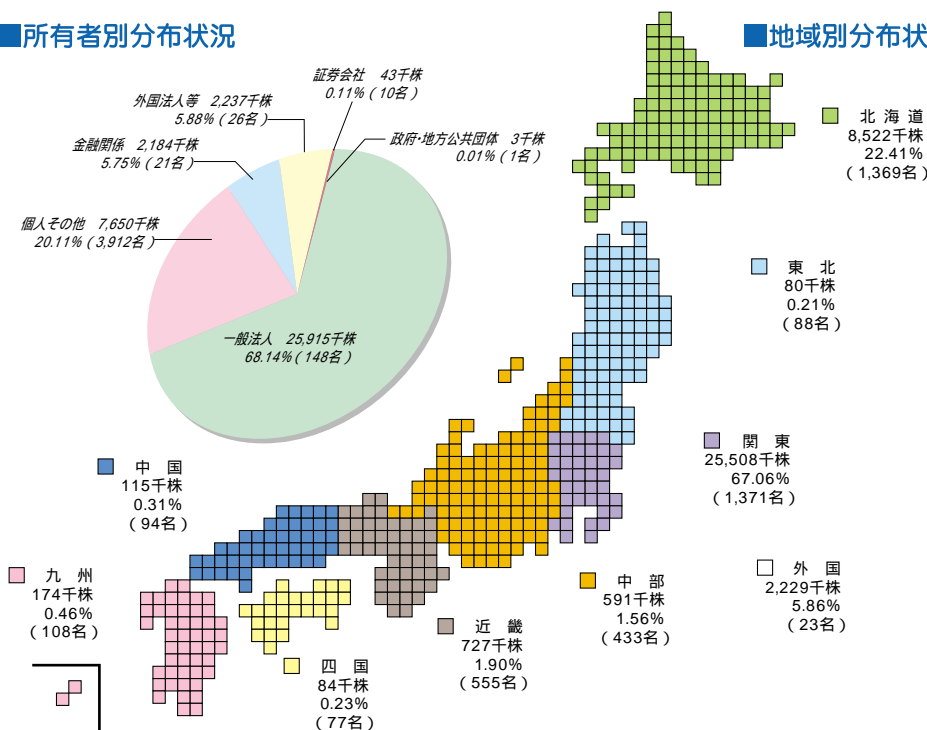 ■所有者別分布状況
証券会社 43千株
0.11%（10名）
外国法人等 2,237千株
5.88%（26名）
政府・地方公共団体 3千株
0.01%（1名）
金融関係 2,184千株
5.75%（21名）
個人その他 7,650千株
20.11%（3,912名）
一般法人 25,915千株
68.14%（148名）
■地域別分布状
北海道
8,522千株
22.41%
（1,369名）
東北
80千株
0.21%
（88名）
関東
25,508千株
67.06%
（1,371名）
中国
115千株
0.31%
（94名）
外国
2,229千株
5.86%
（23名）
中部
591千株
1.56%
（433名）
九州
174千株
0.46%
（108名）
近畿
727千株
1.90%
（555名）
四国
84千株
0.23%
（77名）